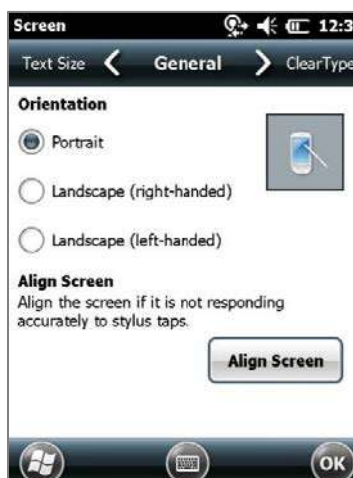 Screen 12:3
Text Size General ClearType
Orientation
Portrait
Landscape (right-handed)
Landscape (left-handed)
Align Screen
Align the screen if it is not responding
accurately to stylus taps.
Align Screen
OK